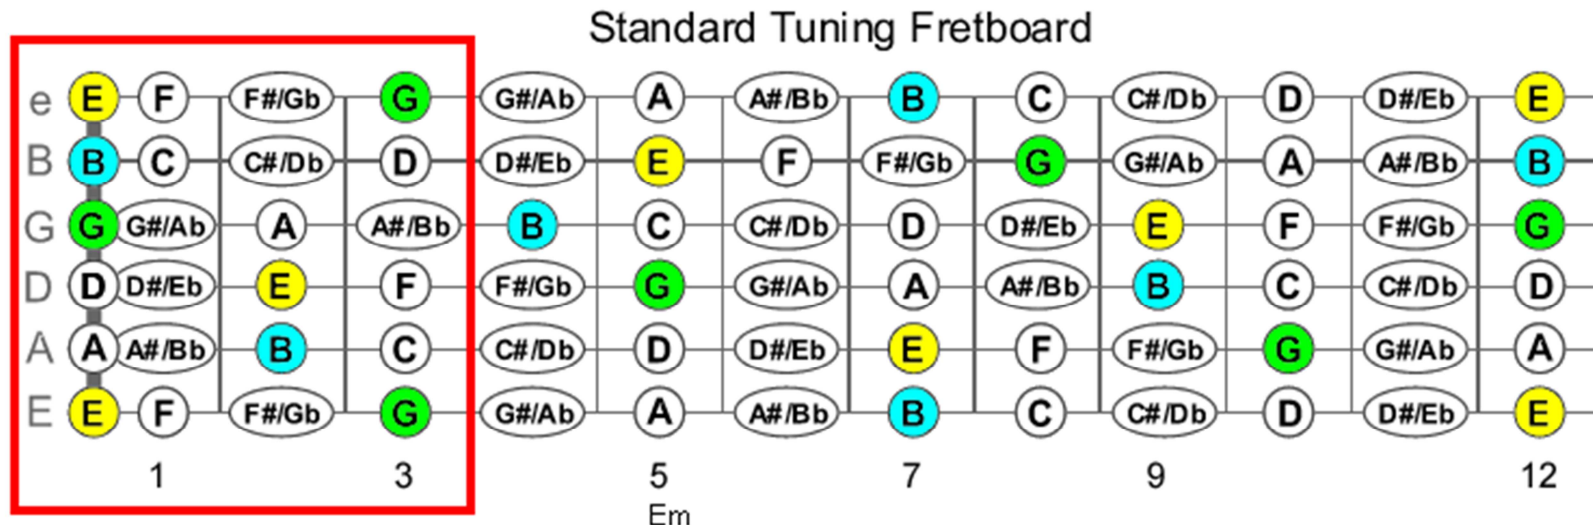 Standard Tuning Fretboard
e E F F#/Gb G G#/Ab A A#/Bb B C C#/Db D D#/Eb E
B B C C#/Db D D#/Eb E F F#/Gb G G#/Ab A A#/Bb B
G G G#/Ab A A#/Bb B C C#/Db D D#/Eb E F F#/Gb G
D D D#/Eb E F F#/Gb G G#/Ab A A#/Bb B C C#/Db D
A A A#/Bb B C C#/Db D D#/Eb E F F#/Gb G G#/Ab A
E E F F#/Gb G G#/Ab A A#/Bb B C C#/Db D D#/Eb E
1 3 5 7 9 12
Em